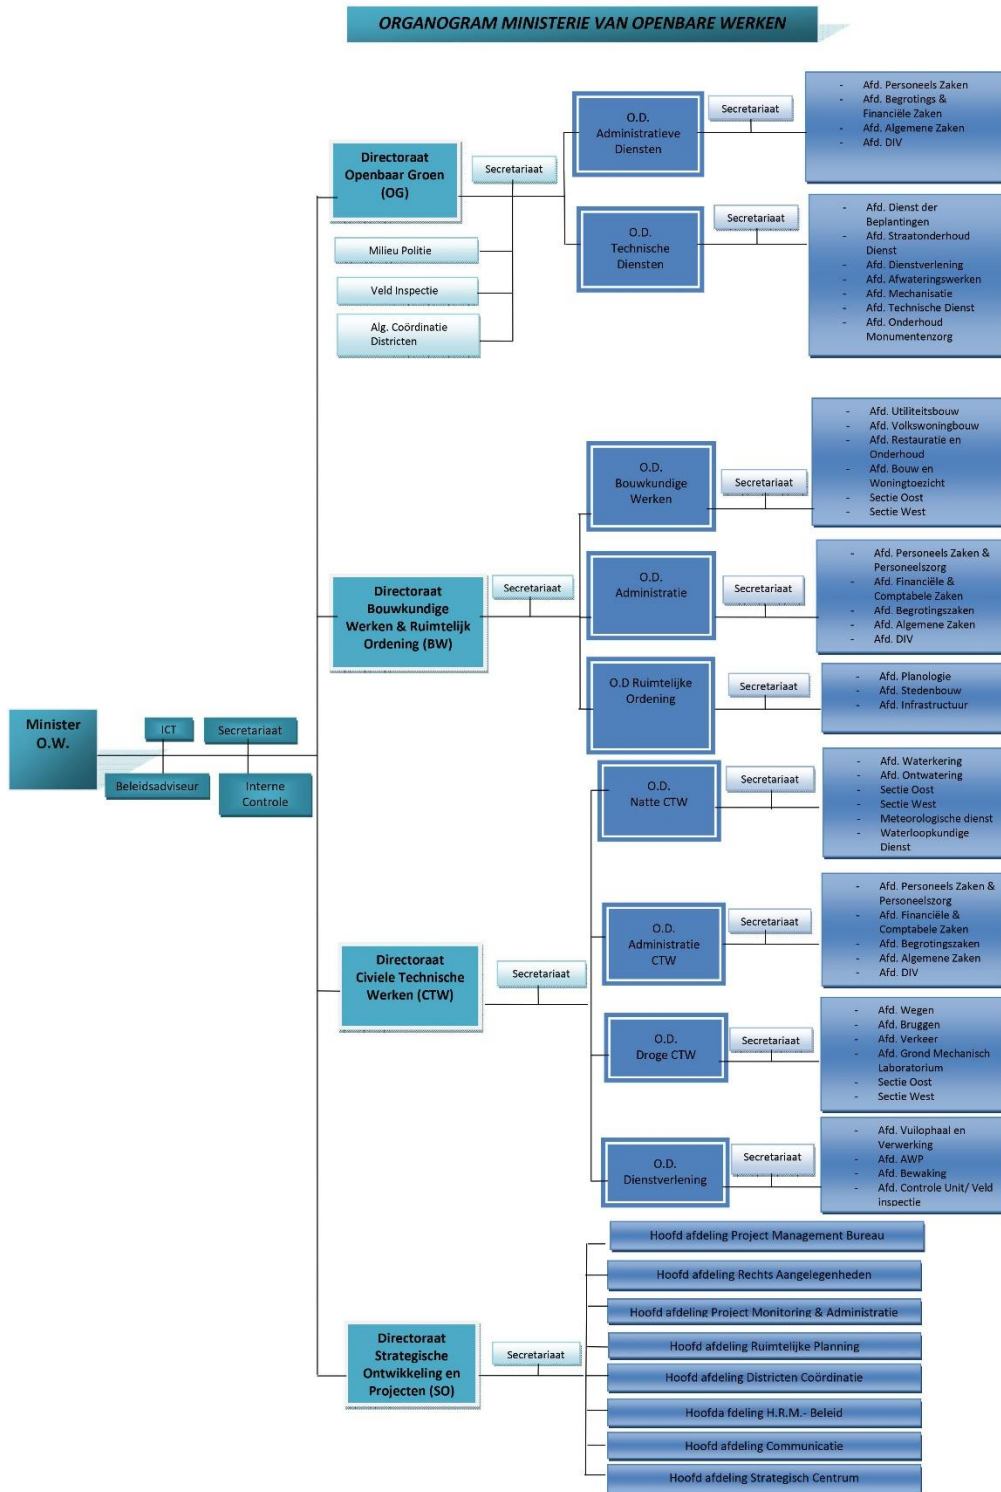 ORGANOGRAM MINISTERIE VAN OPENBARE WERKEN
Minister
O.W.
ICT
Secretariaat
Beleidsadviseur
Interne
Controle
Directoraat
Openbaar Groen
(OG)
Secretariaat
Milieu Politie
Veld Inspectie
Alg. Coördinatie
Districten
O.D.
Administratieve
Diensten
Secretariaat
- Afd. Personeels Zaken
- Afd. Begrotings &
Financiële Zaken
- Afd. Algemene Zaken
- Afd. DIV
O.D.
Technische
Diensten
Secretariaat
- Afd. Dienst der
Beplantingen
- Afd. Straatonderhoud
Dienst
- Afd. Dienstverlening
- Afd. Afwateringswerken
- Afd. Mechanisatie
- Afd. Technische Dienst
- Afd. Onderhoud
Monumentenzorg
Directoraat
Bouwkundige
Werken & Ruimtelijk
Ordening (BW)
Secretariaat
O.D.
Bouwkundige
Werken
Secretariaat
- Afd. Utiliteitsbouw
- Afd. Volkswoningbouw
- Afd. Restauratie en
Onderhoud
- Afd. Bouw en
Woningtoezicht
- Sectie Oost
- Sectie West
O.D.
Administratie
Secretariaat
- Afd. Personeels Zaken &
Personeelszorg
- Afd. Financiële &
Comptabele Zaken
- Afd. Begrotingszaken
- Afd. Algemene Zaken
- Afd. DIV
O.D Ruimtelijke
Ordening
Secretariaat
- Afd. Planologie
- Afd. Stedenbouw
- Afd. Infrastructuur
Directoraat
Civiele Technische
Werken (CTW)
Secretariaat
O.D.
Natte CTW
Secretariaat
- Afd. Waterkering
- Afd. Ontwatering
- Sectie Oost
- Sectie West
- Meteorologische dienst
- Waterloopkundige
Dienst
O.D.
Administratie
CTW
Secretariaat
- Afd. Personeels Zaken &
Personeelszorg
- Afd. Financiële &
Comptabele Zaken
- Afd. Begrotingszaken
- Afd. Algemene Zaken
- Afd. DIV
O.D.
Droge CTW
Secretariaat
- Afd. Wegen
- Afd. Bruggen
- Afd. Verkeer
- Afd. Grond Mechanisch
Laboratorium
- Sectie Oost
- Sectie West
O.D.
Dienstverlening
Secretariaat
- Afd. Vuilophaal en
Verwerking
- Afd. AWP
- Afd. Bewaking
- Afd. Controle Unit/ Veld
inspectie
Directoraat
Strategische
Ontwikkeling en
Projecten (SO)
Secretariaat
Hoofd afdeling Project Management Bureau
Hoofd afdeling Rechts Aangelegenheden
Hoofd afdeling Project Monitoring & Administratie
Hoofd afdeling Ruimtelijke Planning
Hoofd afdeling Districten Coördinatie
Hoofda fdeling H.R.M.- Beleid
Hoofd afdeling Communicatie
Hoofd afdeling Strategisch Centrum